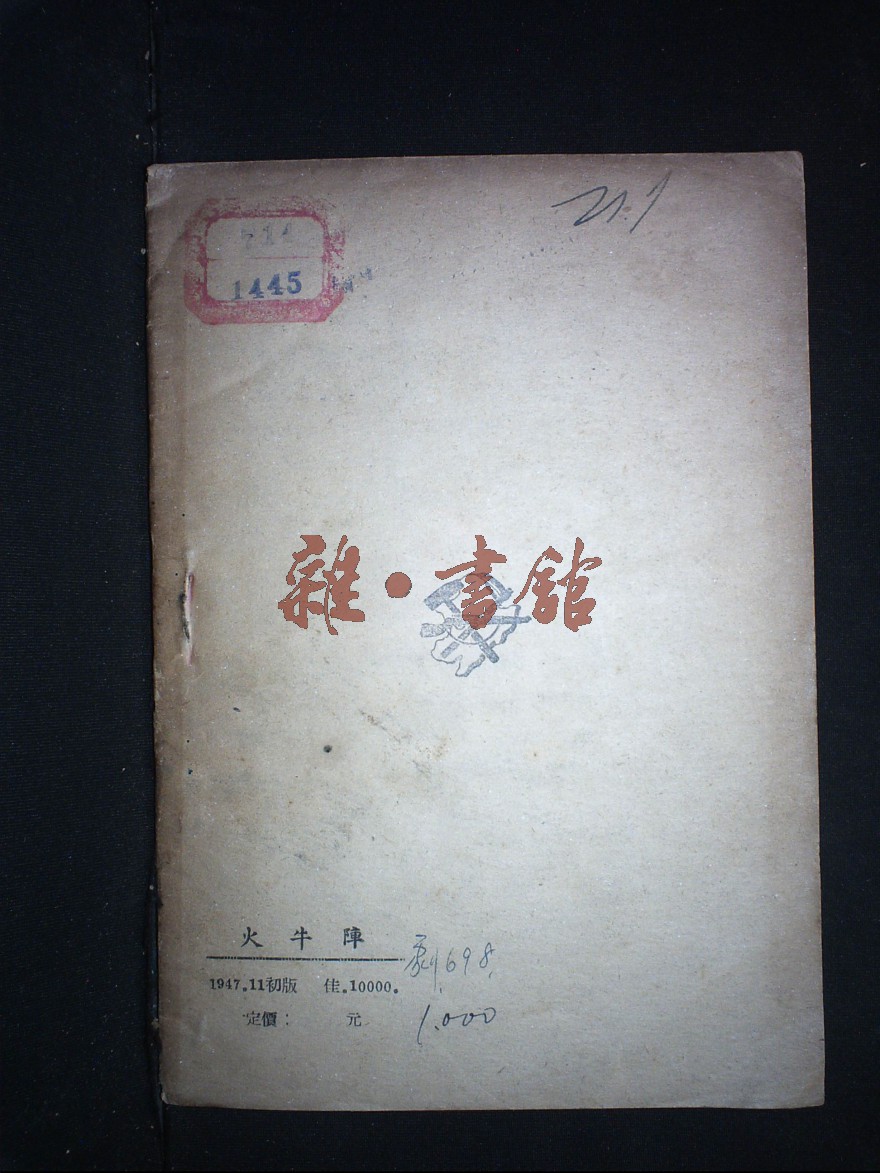 1445
雜·書館
火牛陣
1947.11初版 佳.10000.
698
定價： 元
1.000